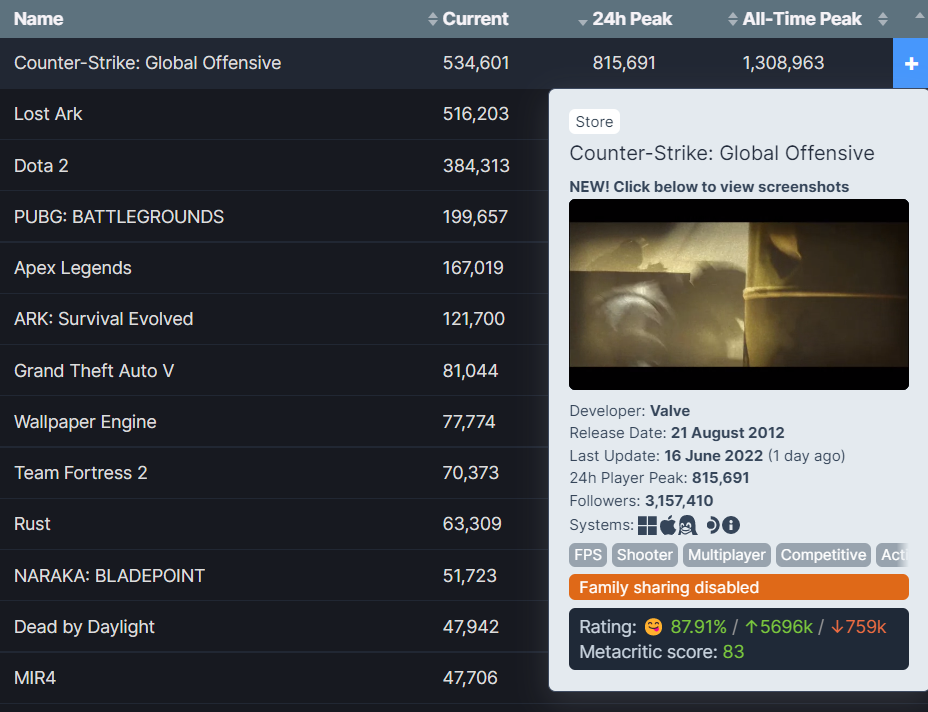 Name Current 24h Peak All-Time Peak
Counter-Strike: Global Offensive 534,601 815,691 1,308,963
Lost Ark 516,203
Dota 2 384,313
PUBG: BATTLEGROUNDS 199,657
Apex Legends 167,019
ARK: Survival Evolved 121,700
Grand Theft Auto V 81,044
Wallpaper Engine 77,774
Team Fortress 2 70,373
Rust 63,309
NARAKA: BLADEPOINT 51,723
Dead by Daylight 47,942
MIR4 47,706
Store
Counter-Strike: Global Offensive
NEW! Click below to view screenshots
Developer: Valve
Release Date: 21 August 2012
Last Update: 16 June 2022 (1 day ago)
24h Player Peak: 815,691
Followers: 3,157,410
Systems:
FPS Shooter Multiplayer Competitive Acti
Family sharing disabled
Rating: 😋 87.91% / ↑5696k / ↓759k
Metacritic score: 83